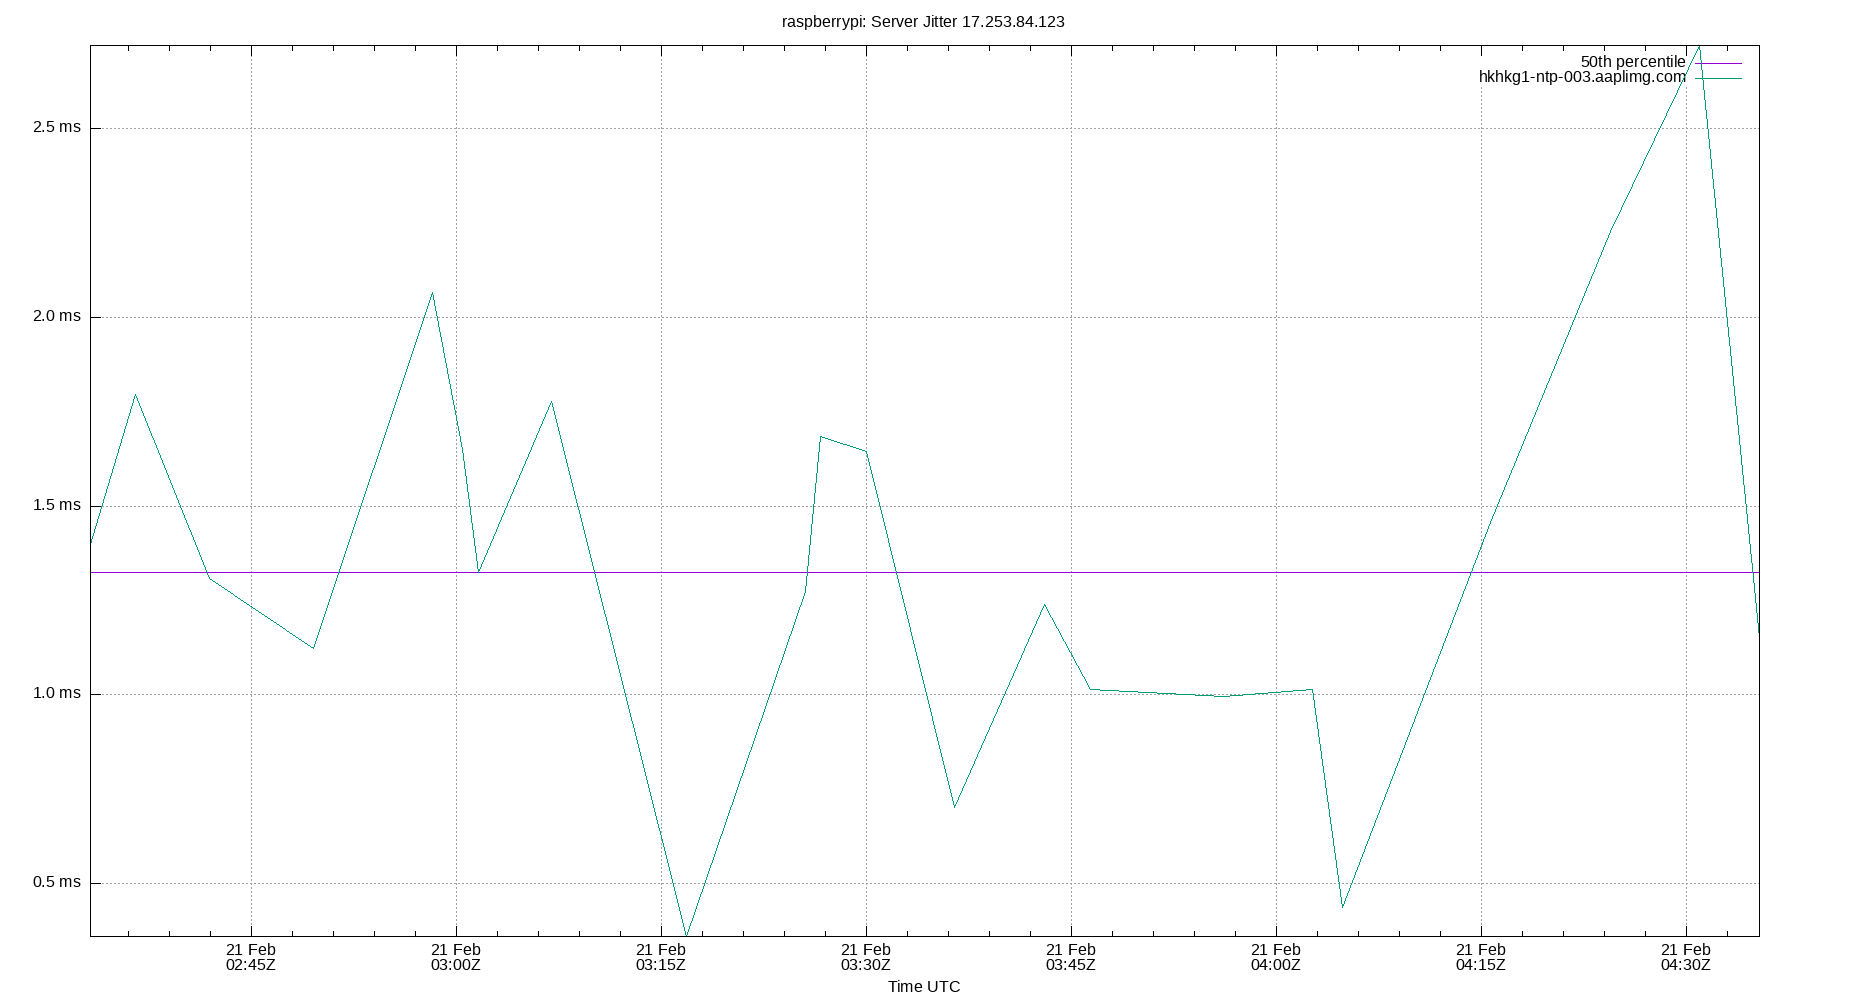 raspberrypi: Server Jitter 17.253.84.123
50th percentile
hkhkg1-ntp-003.aaplimg.com
2.5 ms
2.0 ms
1.5 ms
1.0 ms
0.5 ms
21 Feb 21 Feb 21 Feb 21 Feb 21 Feb 21 Feb 21 Feb 21 Feb
02:45Z 03:00Z 03:15Z 03:30Z 03:45Z 04:00Z 04:15Z 04:30Z
Time UTC